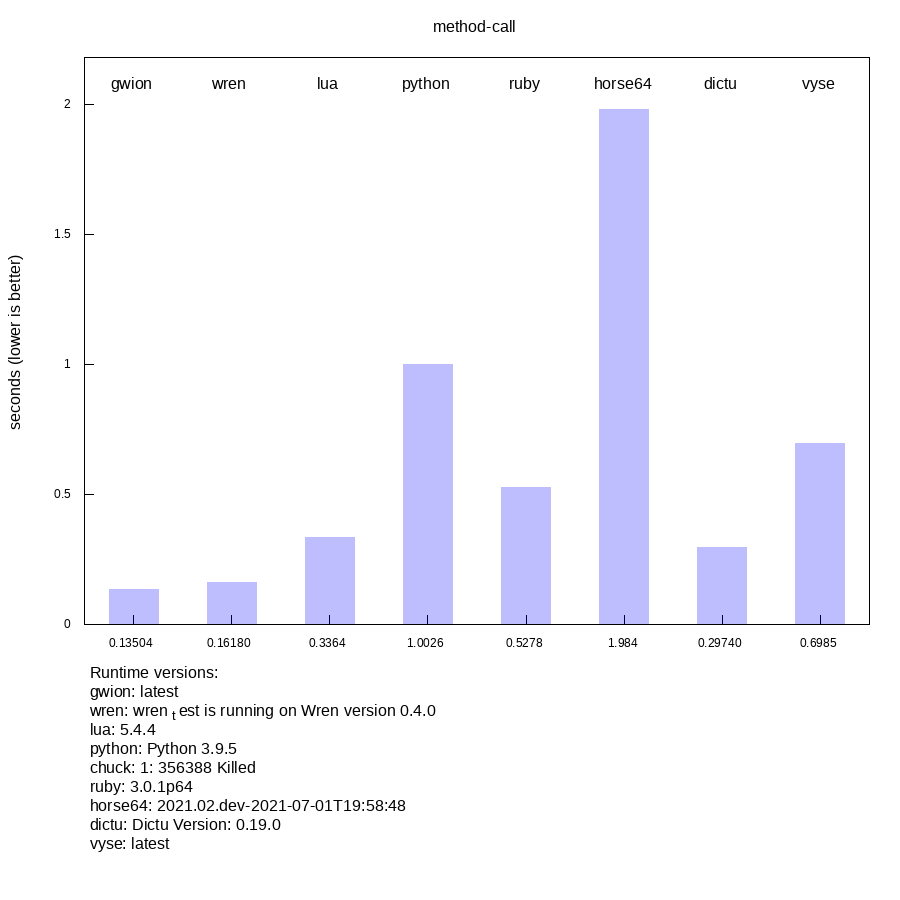 method-call
gwion wren lua python ruby horse64 dictu vyse
2
1.5
1
0.5
0
seconds (lower is better)
0.13504 0.16180 0.3364 1.0026 0.5278 1.984 0.29740 0.6985
Runtime versions:
gwion: latest
wren: wren test is running on Wren version 0.4.0
lua: 5.4.4
python: Python 3.9.5
chuck: 1: 356388 Killed
ruby: 3.0.1p64
horse64: 2021.02.dev-2021-07-01T19:58:48
dictu: Dictu Version: 0.19.0
vyse: latest